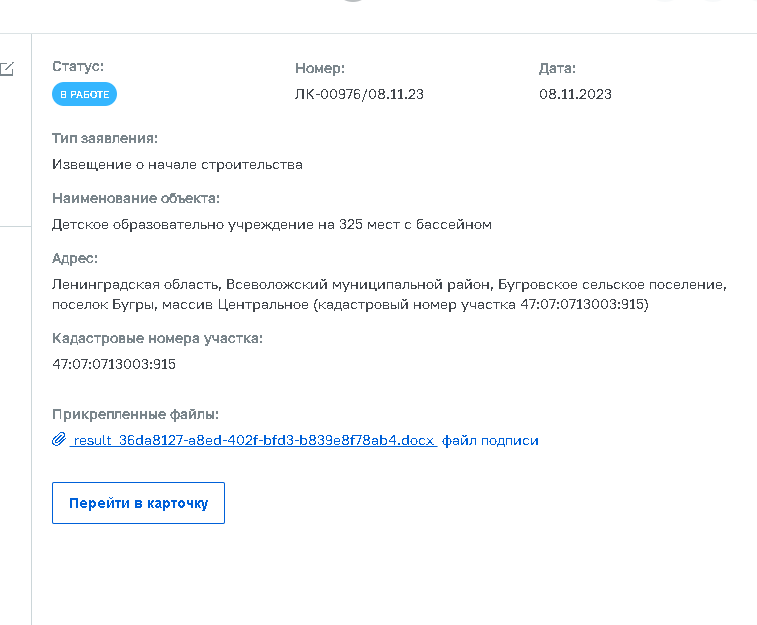 Статус:
Номер:
Дата:
В РАБОТЕ
ЛК-00976/08.11.23
08.11.2023
Тип заявления:
Извещение о начале строительства
Наименование объекта:
Детское образовательно учреждение на 325 мест с бассейном
Адрес:
Ленинградская область, Всеволожский муниципальной район, Бугровское сельское поселение,
поселок Бугры, массив Центральное (кадастровый номер участка 47:07:0713003:915)
Кадастровые номера участка:
47:07:0713003:915
Прикрепленные файлы:
result_36da8127-a8ed-402f-bfd3-b839e8f78ab4.docx файл подписи
Перейти в карточку